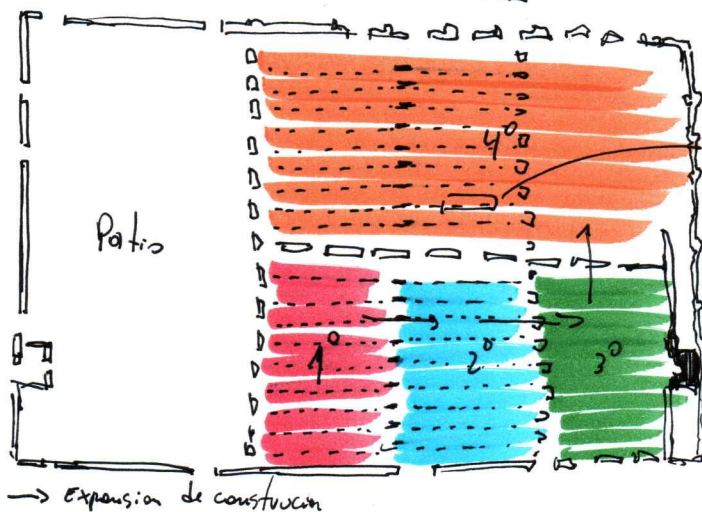 4º
Patio
1º
2º
3º
→ Expansion de construccion